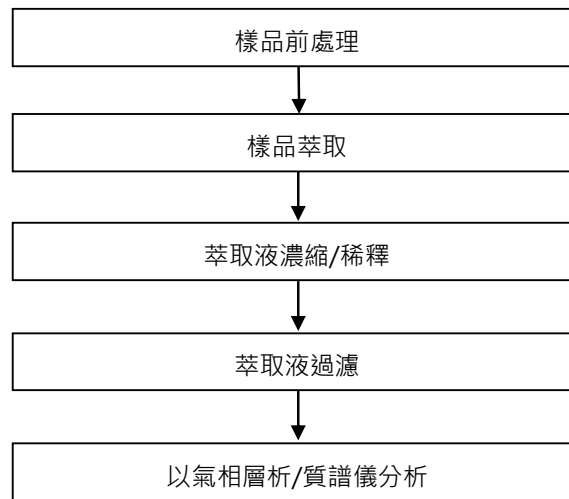 樣品前處理
樣品萃取
萃取液濃縮/稀釋
萃取液過濾
以氣相層析/質譜儀分析